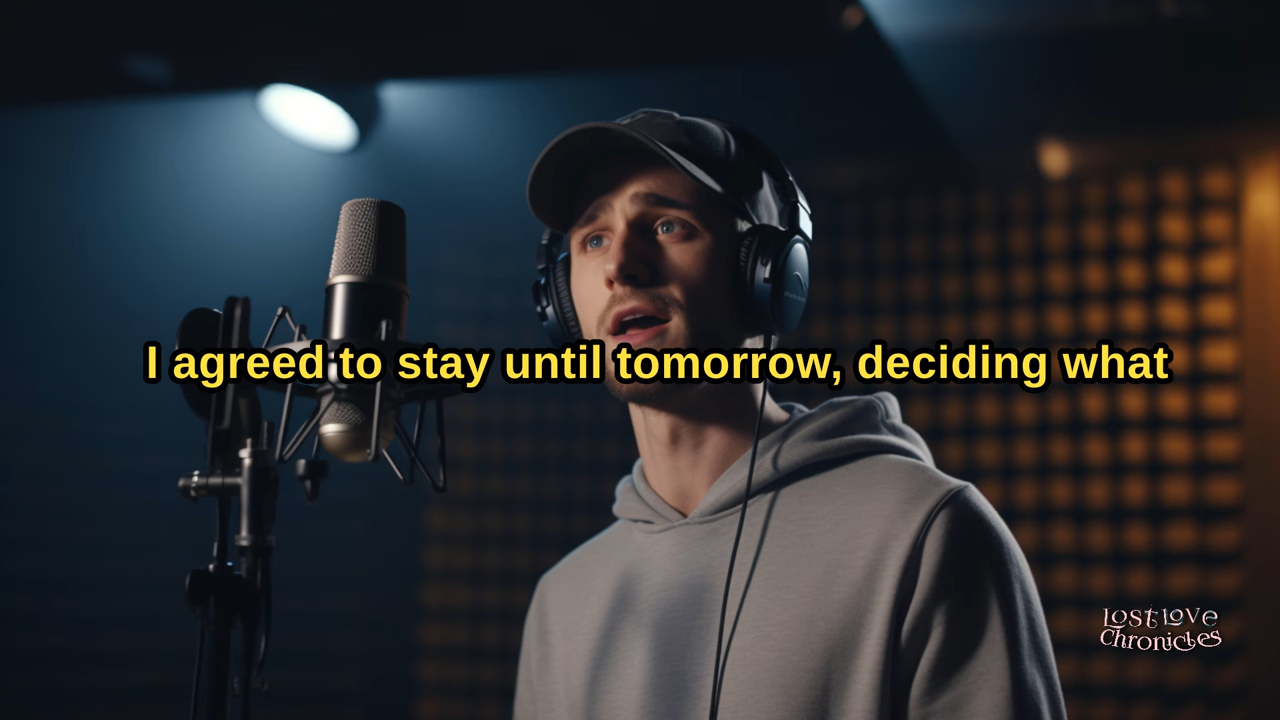 I agreed to stay until tomorrow, deciding what
Lost Love
Chronicles